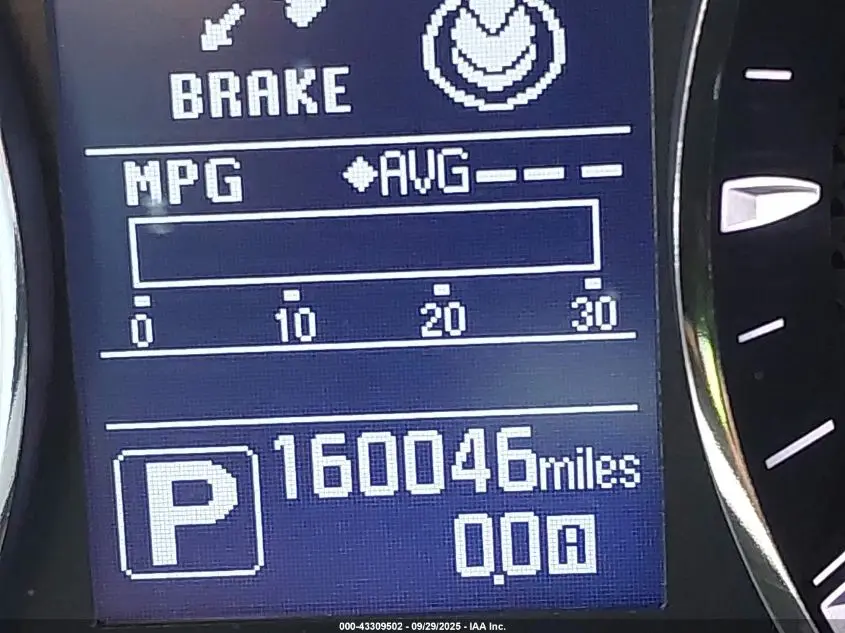 BRAKE
MPG ◆AVG---
0 10 20 30
P 160046miles
0.0A
000-43309502 - 09/29/2025 - IAA Inc.